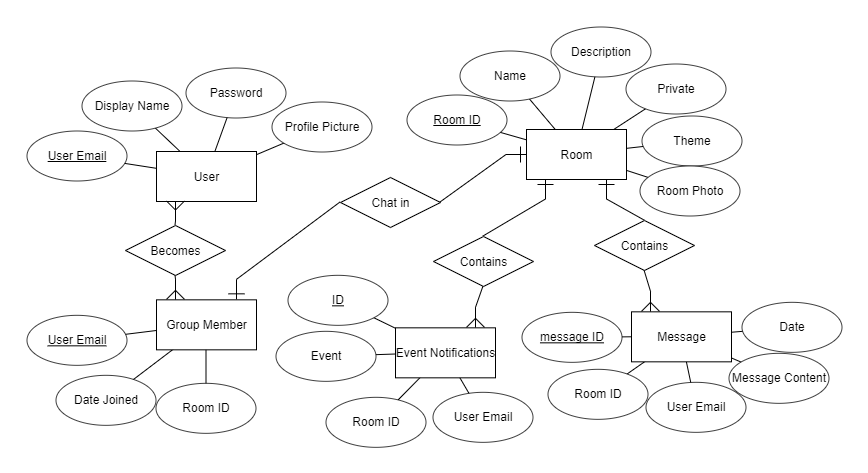 Description
Name
Private
Display Name
Password
Room ID
Profile Picture
Theme
User Email
Room
User
Room Photo
Chat in
Becomes
Contains
Contains
ID
Group Member
Date
User Email
message ID
Message
Event
Event Notifications
Message Content
Date Joined
Room ID
Room ID
User Email
Room ID
User Email